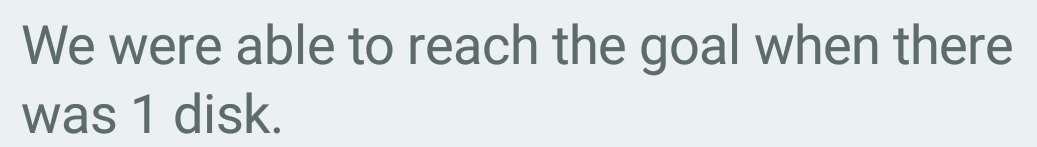 We were able to reach the goal when there
was 1 disk.